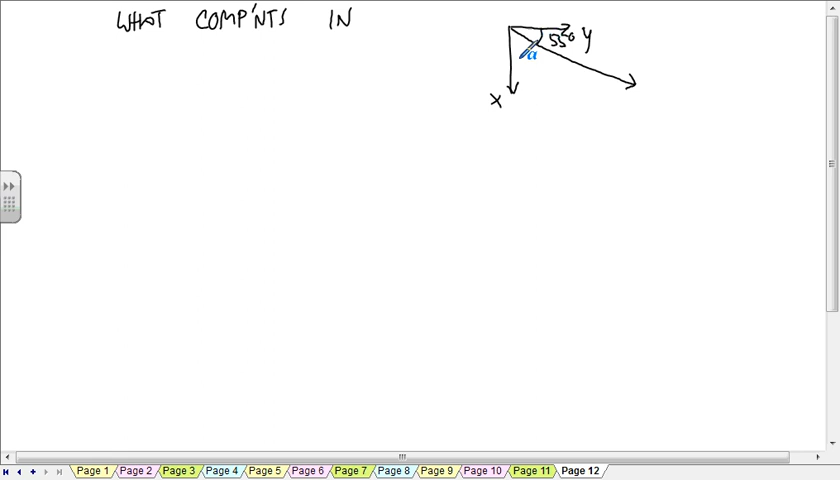 WHAT COMP'NTS IN
55° y
a
x
Page 1 Page 2 Page 3 Page 4 Page 5 Page 6 Page 7 Page 8 Page 9 Page 10 Page 11 Page 12